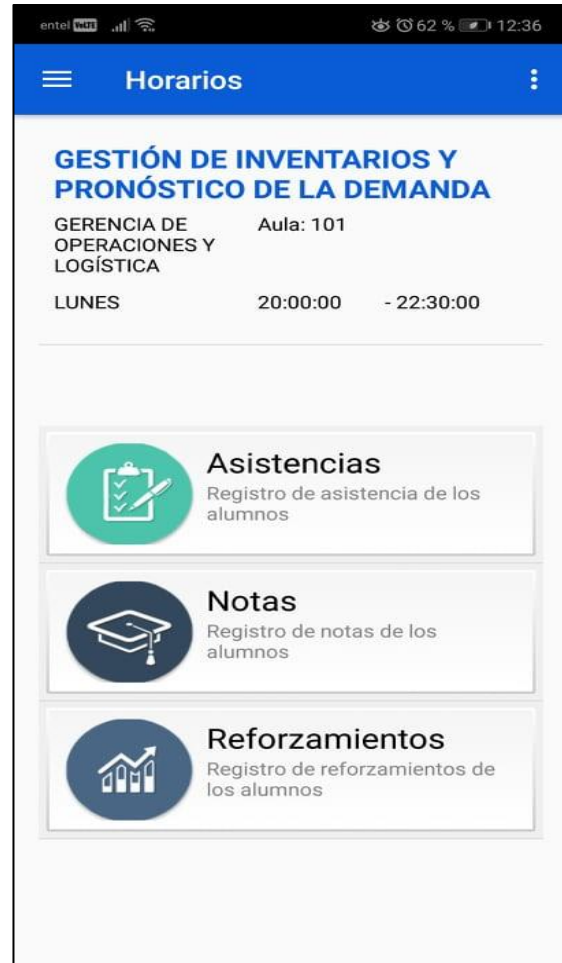 entel VoLTE 62 % 12:36
Horarios
GESTIÓN DE INVENTARIOS Y
PRONÓSTICO DE LA DEMANDA
GERENCIA DE Aula: 101
OPERACIONES Y
LOGÍSTICA
LUNES 20:00:00 - 22:30:00
Asistencias
Registro de asistencia de los
alumnos
Notas
Registro de notas de los
alumnos
Reforzamientos
Registro de reforzamientos de
los alumnos